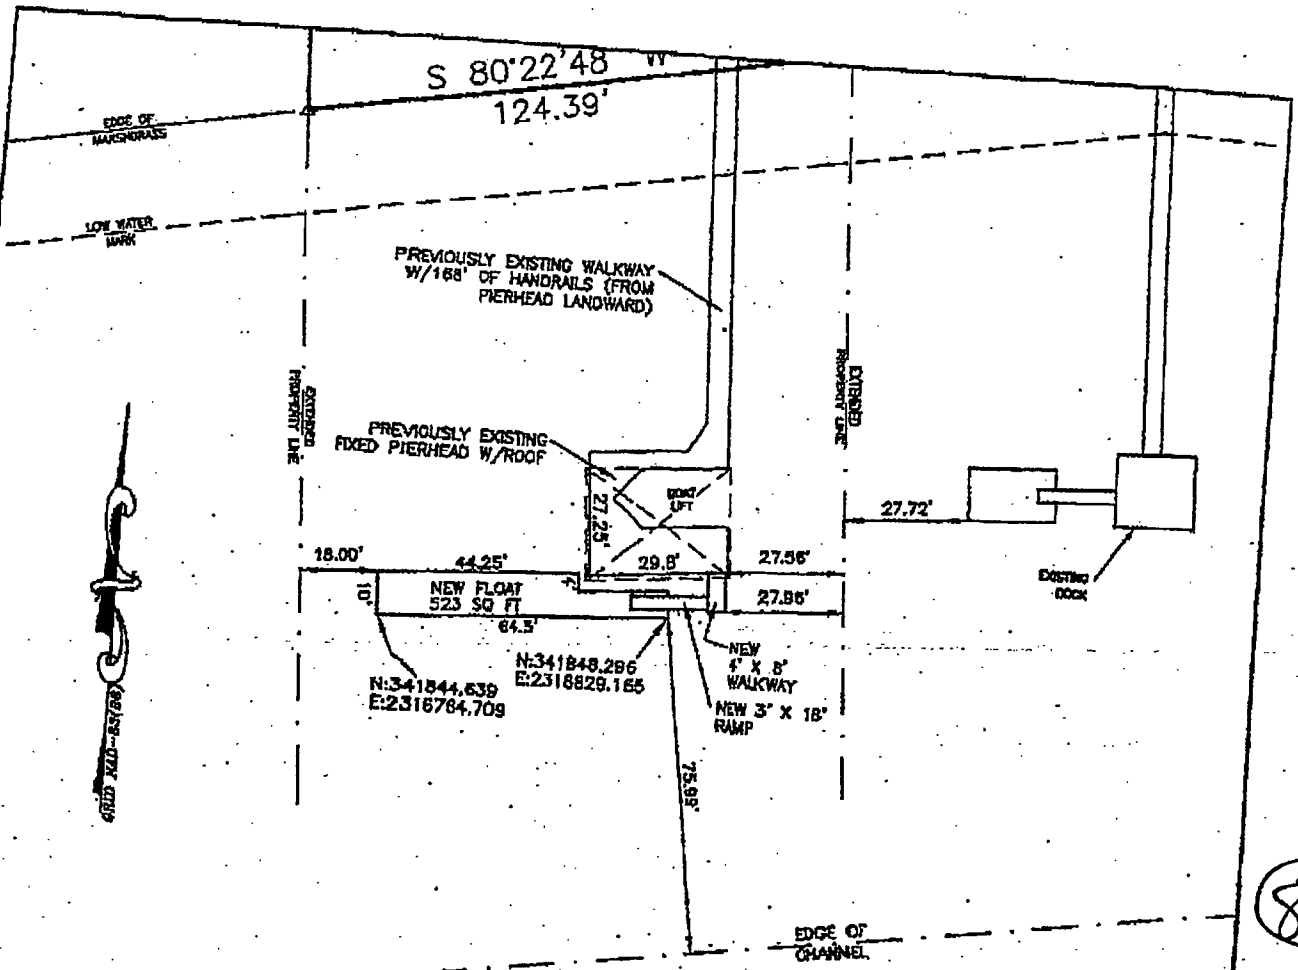 S 80°22'48" W
124.39'
EDGE OF
MARSHGRASS
LOW WATER
MARK
PREVIOUSLY EXISTING WALKWAY
W/168' OF HANDRAILS (FROM
PIERHEAD LANDWARD)
EXTENDED
PROPERTY LINE
EXTENDED
PROPERTY LINE
PREVIOUSLY EXISTING
FIXED PIERHEAD W/ROOF
BOAT
LIFT
27.25'
27.72'
EXISTING
DOCK
18.00'
44.25'
29.8'
27.56'
4'
10'
NEW FLOAT
523 SQ FT
64.5'
27.86'
N:341848.296
E:2318829.165
N:341844.639
E:2318764.709
NEW
4' X 8'
WALKWAY
NEW 3' X 18'
RAMP
75.99'
GRID NAD-83(86)
EDGE OF
CHANNEL
8